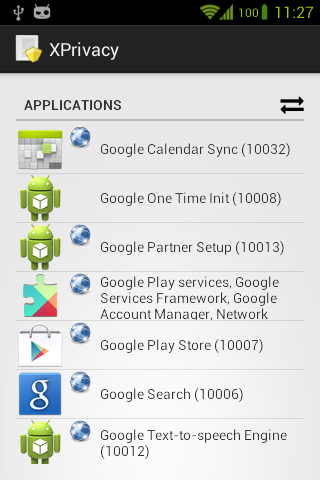 100 11:27
XPrivacy
APPLICATIONS
Google Calendar Sync (10032)
Google One Time Init (10008)
Google Partner Setup (10013)
Google Play services, Google
Services Framework, Google
Account Manager, Network
Google Play Store (10007)
Google Search (10006)
Google Text-to-speech Engine
(10012)